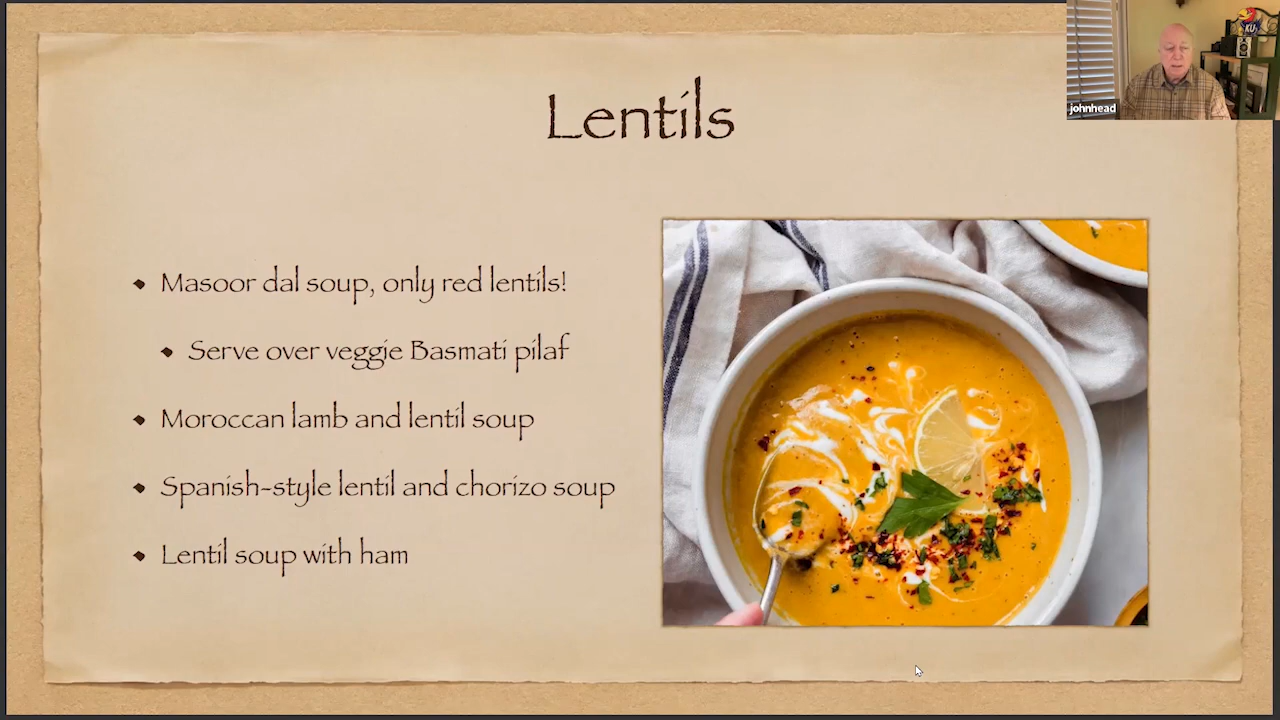 Lentils
Masoor dal soup, only red lentils!
Serve over veggie Basmati pilaf
Moroccan lamb and lentil soup
Spanish-style lentil and chorizo soup
Lentil soup with ham
johnhead
KU